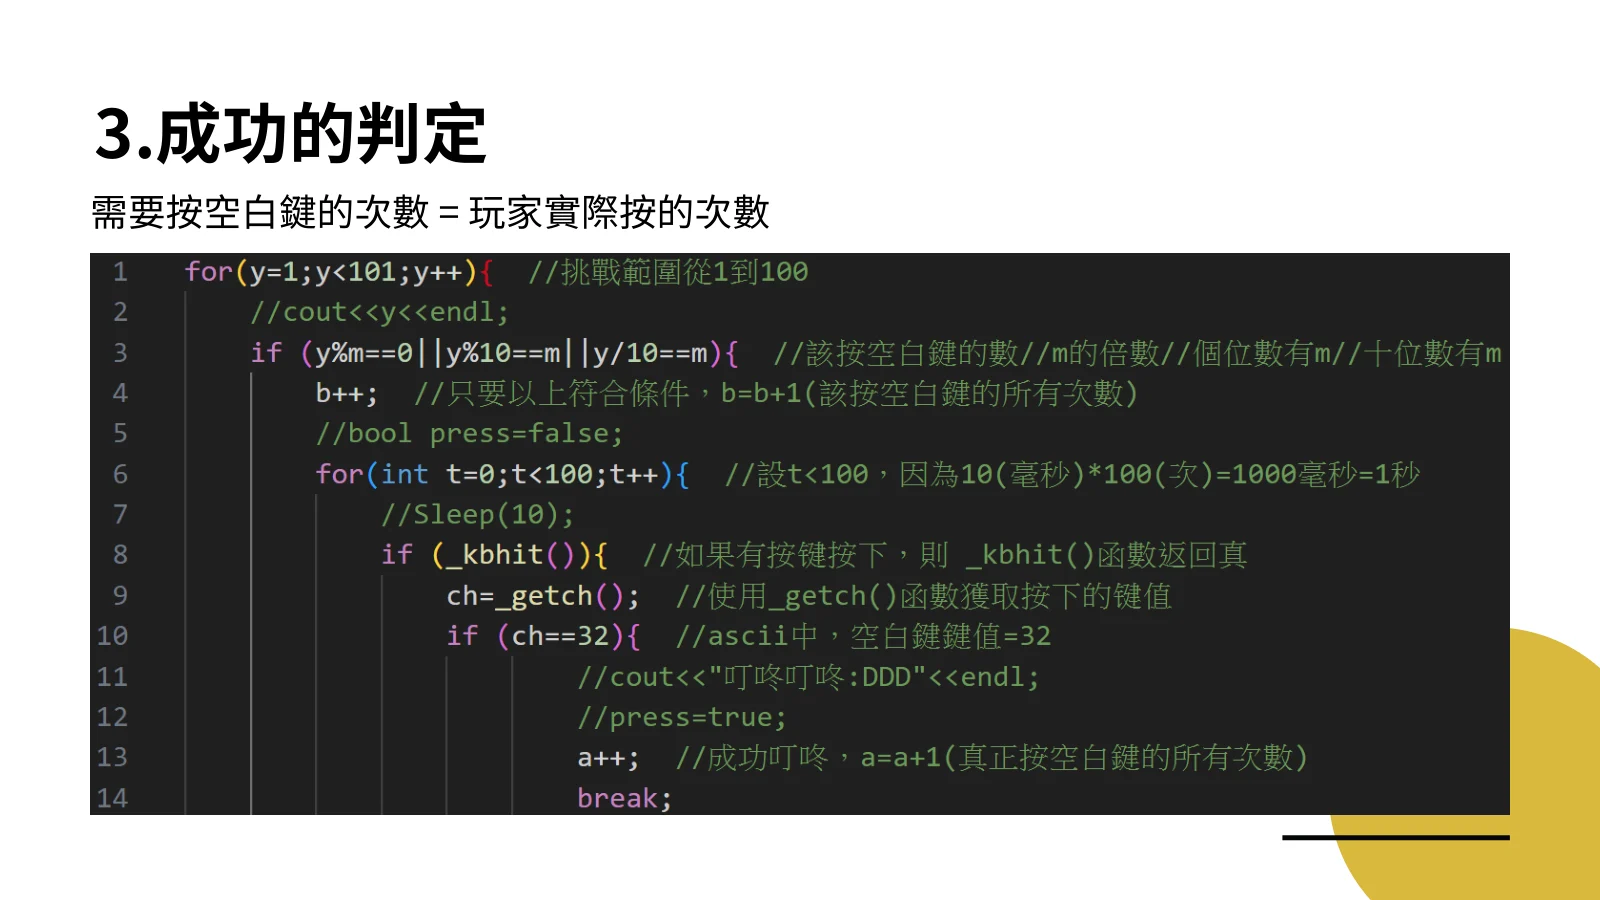 3.成功的判定
需要按空白鍵的次數 = 玩家實際按的次數
1 for(y=1;y<101;y++){ //挑戰範圍從1到100
2 //cout<<y<<endl;
3 if (y%m==0||y%10==m||y/10==m){ //該按空白鍵的數//m的倍數//個位數有m//十位數有m
4 b++; //只要以上符合條件，b=b+1(該按空白鍵的所有次數)
5 //bool press=false;
6 for(int t=0;t<100;t++){ //設t<100，因為10(毫秒)*100(次)=1000毫秒=1秒
7 //Sleep(10);
8 if (_kbhit()){ //如果有按键按下，則 _kbhit()函數返回真
9 ch=_getch(); //使用_getch()函數獲取按下的键值
10 if (ch==32){ //ascii中，空白鍵鍵值=32
11 //cout<<"叮咚叮咚:DDD"<<endl;
12 //press=true;
13 a++; //成功叮咚，a=a+1(真正按空白鍵的所有次數)
14 break;